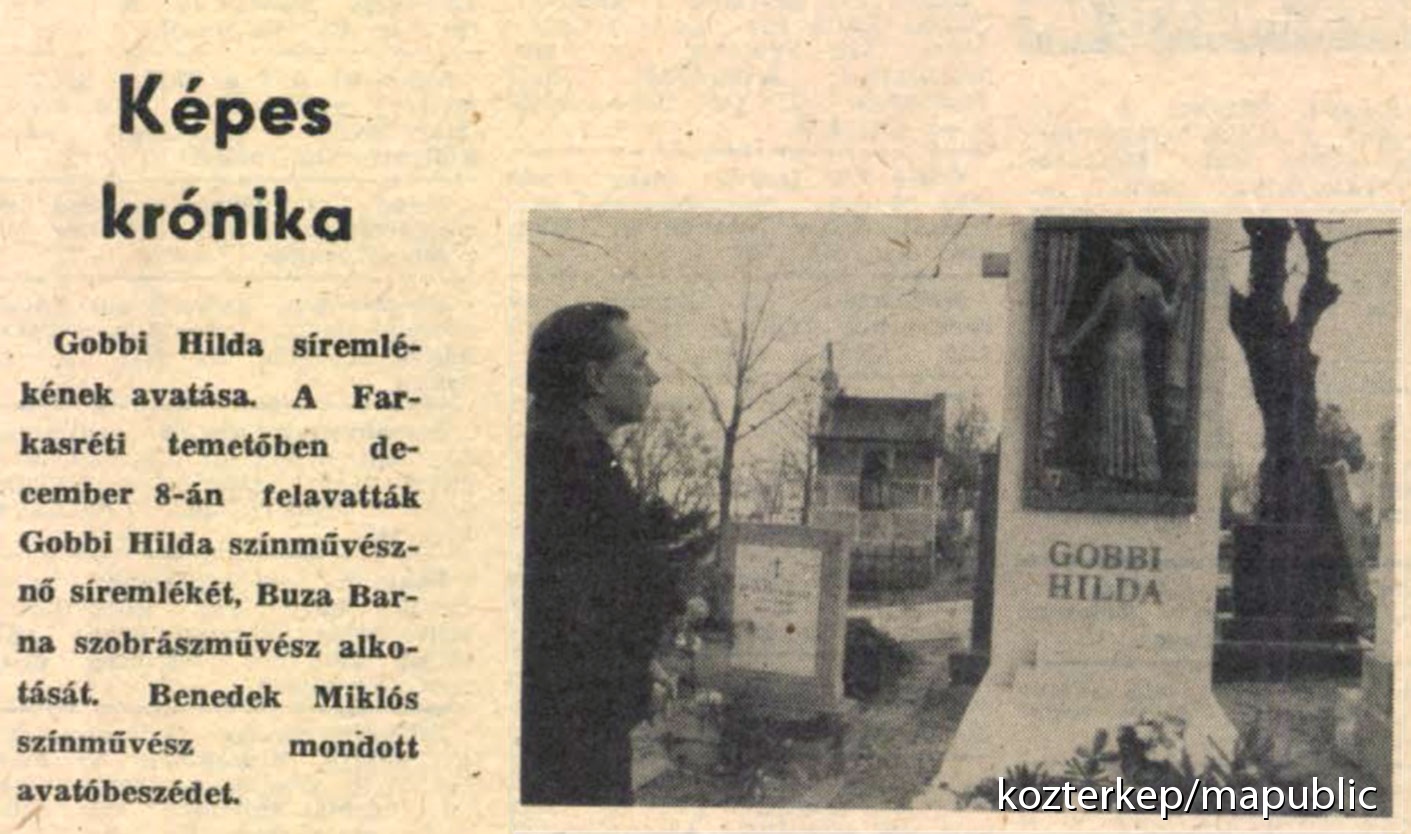 Képes
krónika
Gobbi Hilda síremlé-
kének avatása. A Far-
kasréti temetőben de-
cember 8-án felavatták
Gobbi Hilda színművész-
nő síremlékét, Buza Bar-
na szobrászművész alko-
tását. Benedek Miklós
színművész mondott
avatóbeszédet.
GOBBI
HILDA
kozterkep/mapublic